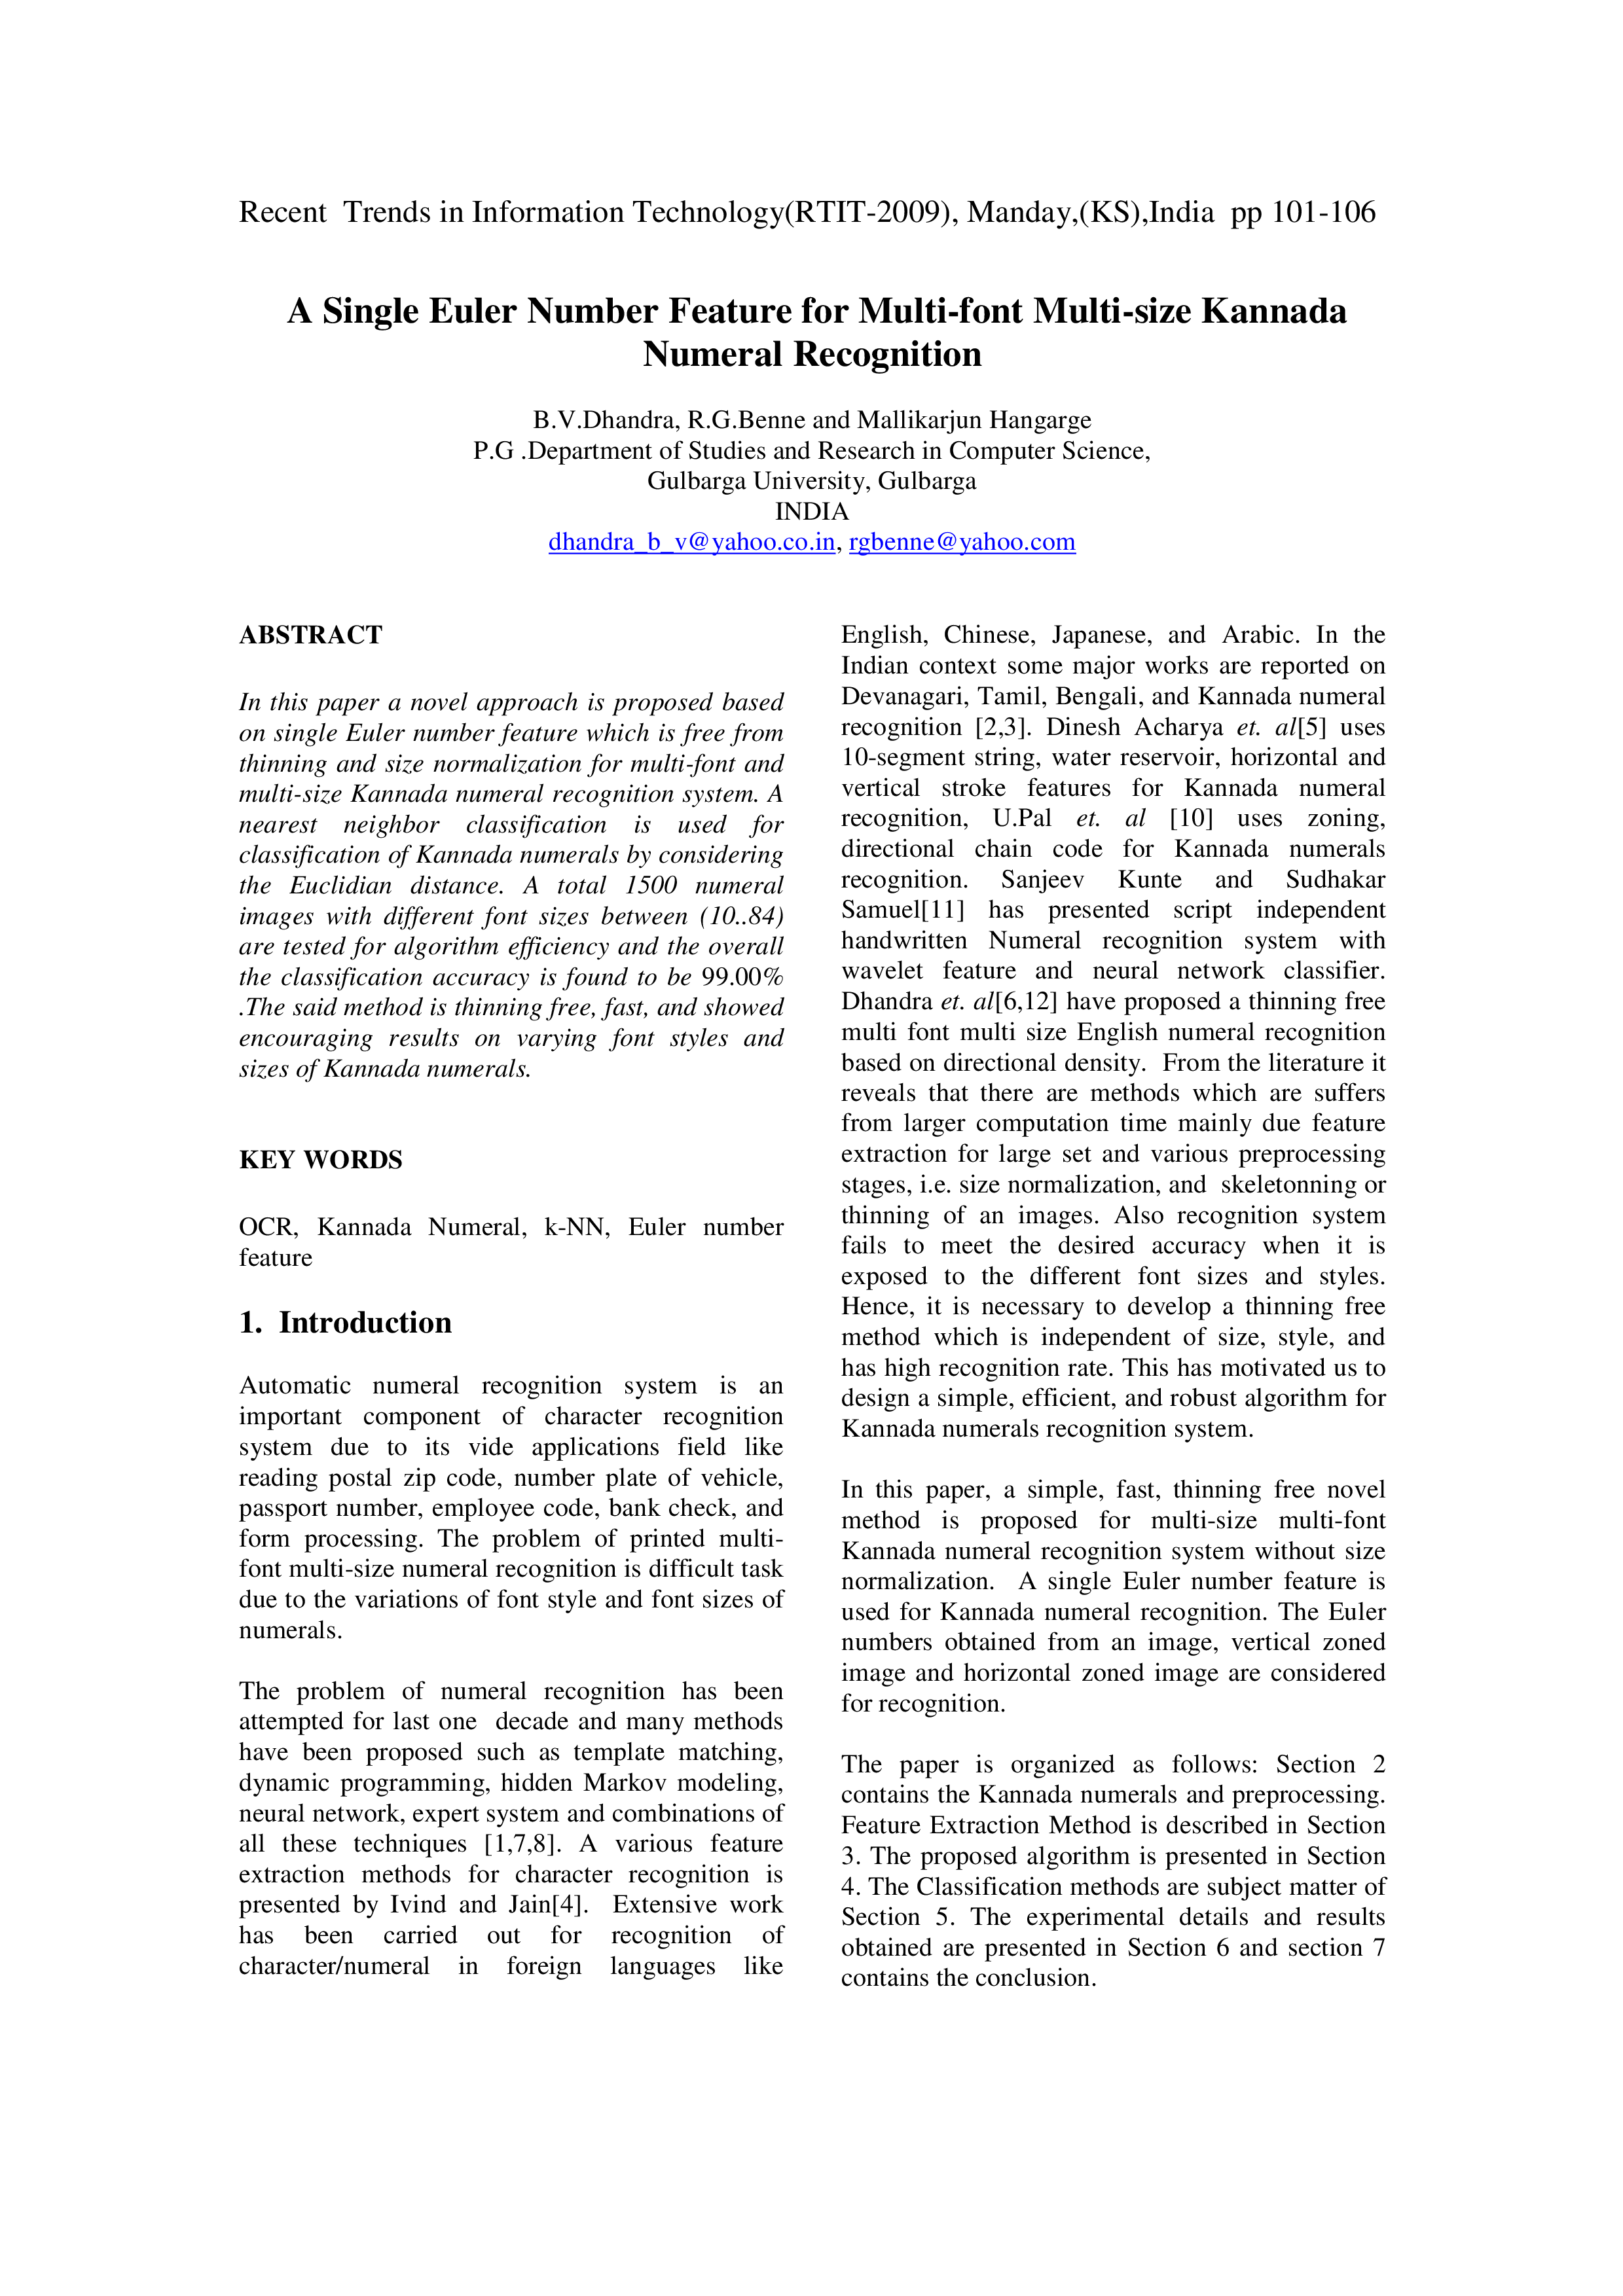 Recent Trends in Information Technology(RTIT-2009), Manday,(KS),India pp 101-106
A Single Euler Number Feature for Multi-font Multi-size Kannada
Numeral Recognition
B.V.Dhandra, R.G.Benne and Mallikarjun Hangarge
P.G .Department of Studies and Research in Computer Science,
Gulbarga University, Gulbarga
INDIA
dhandra_b_v@yahoo.co.in, rgbenne@yahoo.com
ABSTRACT
In this paper a novel approach is proposed based
on single Euler number feature which is free from
thinning and size normalization for multi-font and
multi-size Kannada numeral recognition system. A
nearest neighbor classification is used for
classification of Kannada numerals by considering
the Euclidian distance. A total 1500 numeral
images with different font sizes between (10..84)
are tested for algorithm efficiency and the overall
the classification accuracy is found to be 99.00%
.The said method is thinning free, fast, and showed
encouraging results on varying font styles and
sizes of Kannada numerals.
KEY WORDS
OCR, Kannada Numeral, k-NN, Euler number
feature
1. Introduction
Automatic numeral recognition system is an
important component of character recognition
system due to its vide applications field like
reading postal zip code, number plate of vehicle,
passport number, employee code, bank check, and
form processing. The problem of printed multi-
font multi-size numeral recognition is difficult task
due to the variations of font style and font sizes of
numerals.
The problem of numeral recognition has been
attempted for last one decade and many methods
have been proposed such as template matching,
dynamic programming, hidden Markov modeling,
neural network, expert system and combinations of
all these techniques [1,7,8]. A various feature
extraction methods for character recognition is
presented by Ivind and Jain[4]. Extensive work
has been carried out for recognition of
character/numeral in foreign languages like
English, Chinese, Japanese, and Arabic. In the
Indian context some major works are reported on
Devanagari, Tamil, Bengali, and Kannada numeral
recognition [2,3]. Dinesh Acharya et. al[5] uses
10-segment string, water reservoir, horizontal and
vertical stroke features for Kannada numeral
recognition, U.Pal et. al [10] uses zoning,
directional chain code for Kannada numerals
recognition. Sanjeev Kunte and Sudhakar
Samuel[11] has presented script independent
handwritten Numeral recognition system with
wavelet feature and neural network classifier.
Dhandra et. al[6,12] have proposed a thinning free
multi font multi size English numeral recognition
based on directional density. From the literature it
reveals that there are methods which are suffers
from larger computation time mainly due feature
extraction for large set and various preprocessing
stages, i.e. size normalization, and skeletonning or
thinning of an images. Also recognition system
fails to meet the desired accuracy when it is
exposed to the different font sizes and styles.
Hence, it is necessary to develop a thinning free
method which is independent of size, style, and
has high recognition rate. This has motivated us to
design a simple, efficient, and robust algorithm for
Kannada numerals recognition system.
In this paper, a simple, fast, thinning free novel
method is proposed for multi-size multi-font
Kannada numeral recognition system without size
normalization. A single Euler number feature is
used for Kannada numeral recognition. The Euler
numbers obtained from an image, vertical zoned
image and horizontal zoned image are considered
for recognition.
The paper is organized as follows: Section 2
contains the Kannada numerals and preprocessing.
Feature Extraction Method is described in Section
3. The proposed algorithm is presented in Section
4. The Classification methods are subject matter of
Section 5. The experimental details and results
obtained are presented in Section 6 and section 7
contains the conclusion.